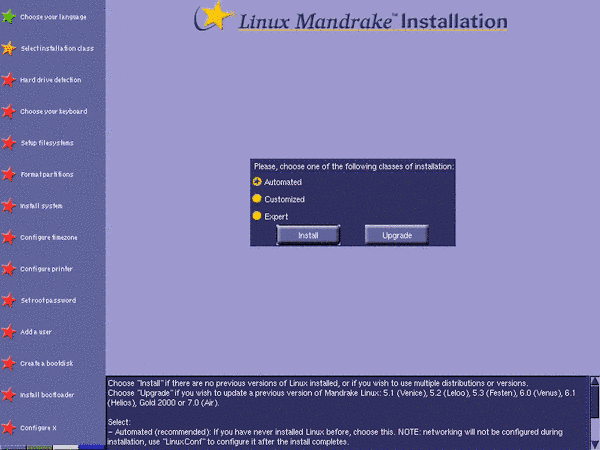 Linux Mandrake™ Installation
Choose your language
Select installation class
Hard drive detection
Choose your keyboard
Setup filesystems
Format partitions
Install system
Configure timezone
Configure printer
Set root password
Add a user
Create a bootdisk
Install bootloader
Configure X
Please, choose one of the following classes of installation:
Automated
Customized
Expert
Install
Upgrade
Choose "Install" if there are no previous versions of Linux installed, or if you wish to use multiple distributions or versions.
Choose "Upgrade" if you wish to update a previous version of Mandrake Linux: 5.1 (Venice), 5.2 (Leloo), 5.3 (Festen), 6.0 (Venus), 6.1
(Helios), Gold 2000 or 7.0 (Air).
Select:
– Automated (recommended): If you have never installed Linux before, choose this. NOTE: networking will not be configured during
installation, use "LinuxConf" to configure it after the install completes.